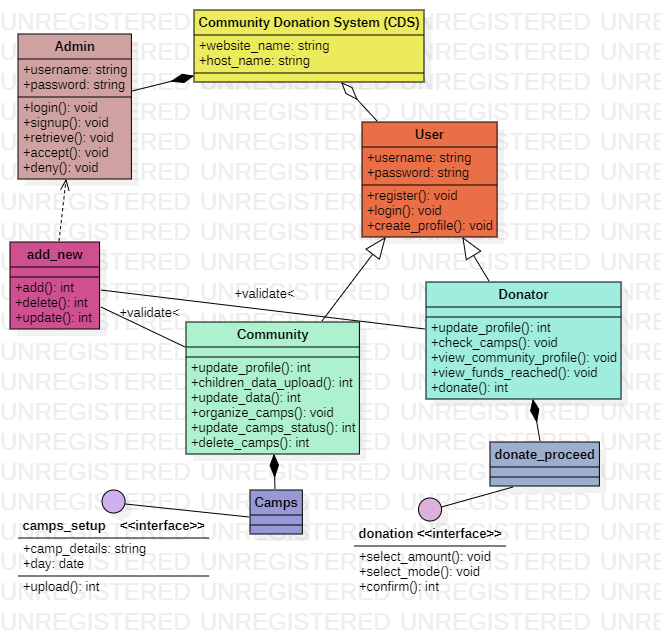 Community Donation System (CDS)
+website_name: string
+host_name: string
Admin
+username: string
+password: string
+login(): void
+signup(): void
+retrieve(): void
+accept(): void
+deny(): void
User
+username: string
+password: string
+register(): void
+login(): void
+create_profile(): void
add_new
+add(): int
+delete(): int
+update(): int
+validate<
+validate<
Donator
+update_profile(): int
+check_camps(): void
+view_community_profile(): void
+view_funds_reached(): void
+donate(): int
Community
+update_profile(): int
+children_data_upload(): int
+update_data(): int
+organize_camps(): void
+update_camps_status(): int
+delete_camps(): int
donate_proceed
Camps
camps_setup <<interface>>
+camp_details: string
+day: date
+upload(): int
donation <<interface>>
+select_amount(): void
+select_mode(): void
+confirm(): int
UNREGISTERED UNREGISTERED UNREGISTERED UNREGISTERED